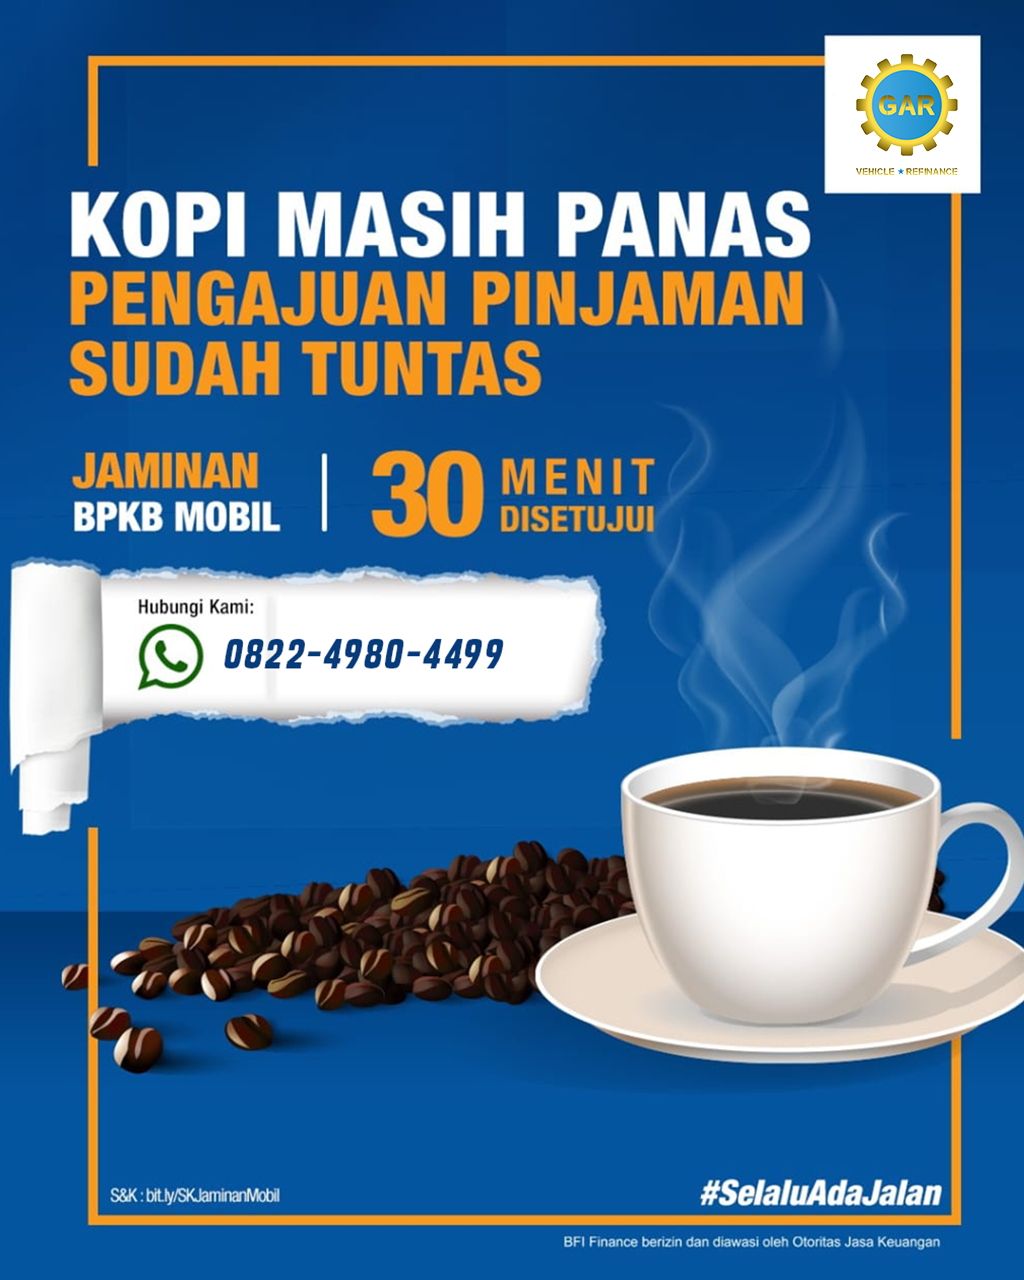 GAR
VEHICLE ★ REFINANCE
KOPI MASIH PANAS
PENGAJUAN PINJAMAN
SUDAH TUNTAS
JAMINAN
BPKB MOBIL
30 MENIT
DISETUJUI
Hubungi Kami:
0822-4980-4499
S&K : bit.ly/SKJaminanMobil
#SelaluAdaJalan
BFI Finance berizin dan diawasi oleh Otoritas Jasa Keuangan